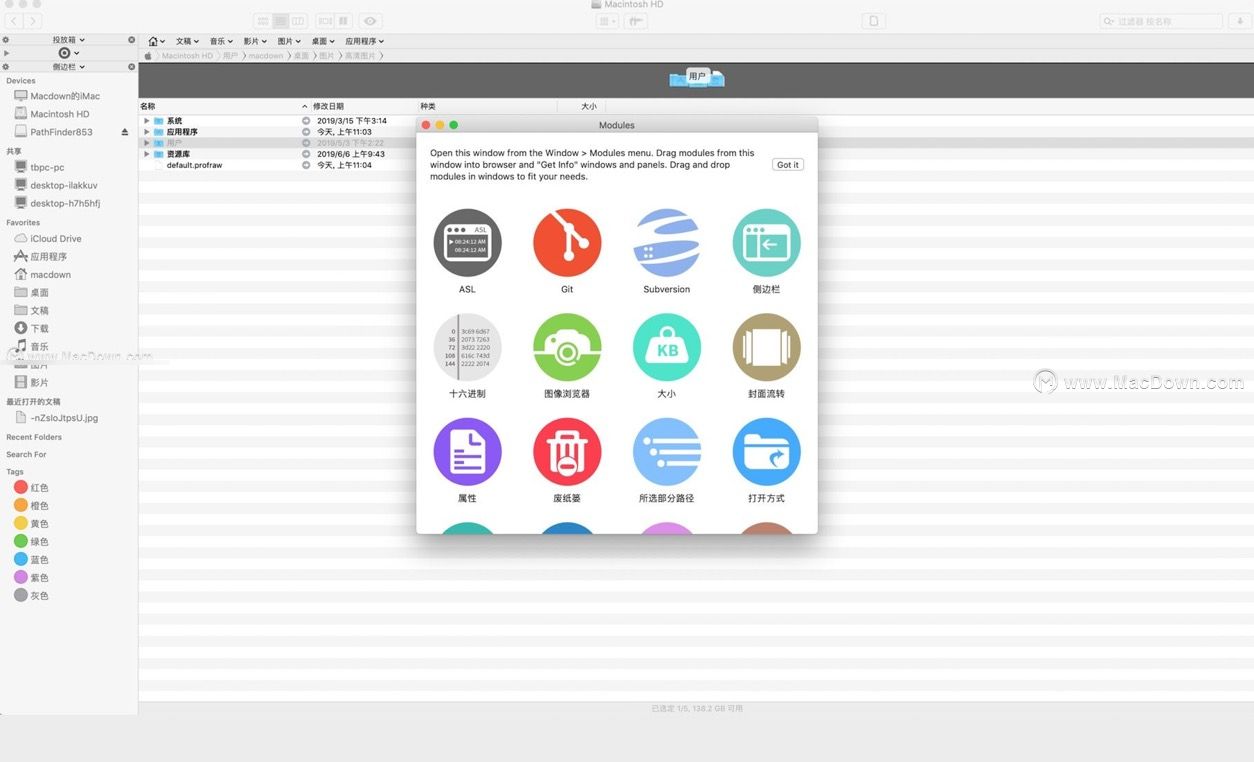 Macintosh HD
过滤器 按名称
投放箱
侧边栏
文稿 音乐 影片 图片 桌面 应用程序
Macintosh HD 用户 macdown 桌面 图片 高清图片
用户
Devices
Macdown的iMac
Macintosh HD
PathFinder853
共享
tbpc-pc
desktop-ilakkuv
desktop-h7h5hfj
Favorites
iCloud Drive
应用程序
macdown
桌面
文稿
下载
音乐
www.MacDown.com
图片
影片
最近打开的文稿
-nZsloJtpsU.jpg
Recent Folders
Search For
Tags
红色
橙色
黄色
绿色
蓝色
紫色
灰色
名称 修改日期 种类 大小
系统 2019/3/15 下午3:14
应用程序 今天, 上午11:03
用户 2019/5/3 下午2:22
资源库 2019/6/6 上午9:43
default.profraw 今天, 上午11:04
Modules
Open this window from the Window > Modules menu. Drag modules from this
window into browser and "Get Info" windows and panels. Drag and drop
modules in windows to fit your needs.
Got it
ASL
08:24:12 AM
08:24:12 AM
ASL Git Subversion 侧边栏
0 3c69 6d67
36 2073 7263
72 3d22 2220
108 616c 743d
144 2222 2074
KB
十六进制 图像浏览器 大小 封面流转
属性 废纸篓 所选部分路径 打开方式
www.MacDown.com
已选定 1/5, 138.2 GB 可用